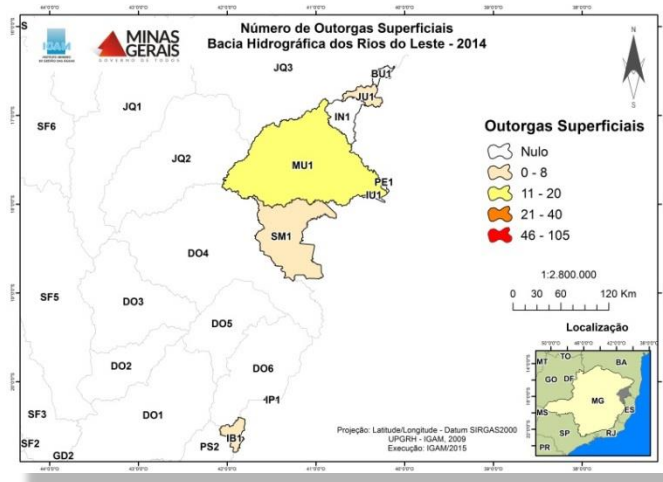 Número de Outorgas Superficiais
Bacia Hidrográfica dos Rios do Leste - 2014
IGAM
MINAS
GERAIS
GOVERNO DE TODOS
N
S
JQ3
BU1
JU1
IN1
JQ1
SF6
JQ2
MU1
PE1
IU1
SM1
DO4
SF5
DO3
DO5
DO2
DO6
IP1
SF3
DO1
IB1
SF2
PS2
GD2
Outorgas Superficiais
Nulo
0 - 8
11 - 20
21 - 40
46 - 105
1:2.800.000
0 30 60 120 Km
Localização
MT
TO
BA
GO
DF
MG
MS
ES
SP
RJ
PR
Projeção: Latitude/Longitude - Datum SIRGAS2000
UPGRH - IGAM, 2009
Execução: IGAM/2015